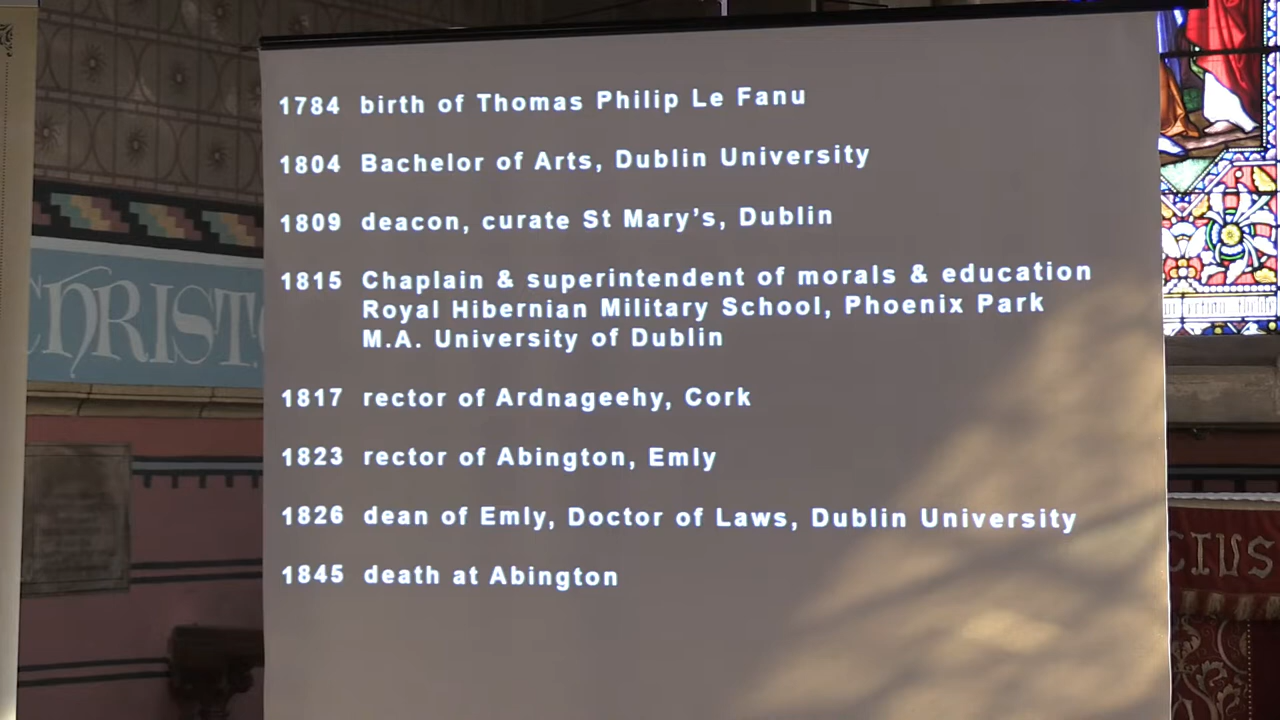 1784 birth of Thomas Philip Le Fanu
1804 Bachelor of Arts, Dublin University
1809 deacon, curate St Mary’s, Dublin
1815 Chaplain & superintendent of morals & education
Royal Hibernian Military School, Phoenix Park
M.A. University of Dublin
1817 rector of Ardnageehy, Cork
1823 rector of Abington, Emly
1826 dean of Emly, Doctor of Laws, Dublin University
1845 death at Abington
CHRIST
CIUS